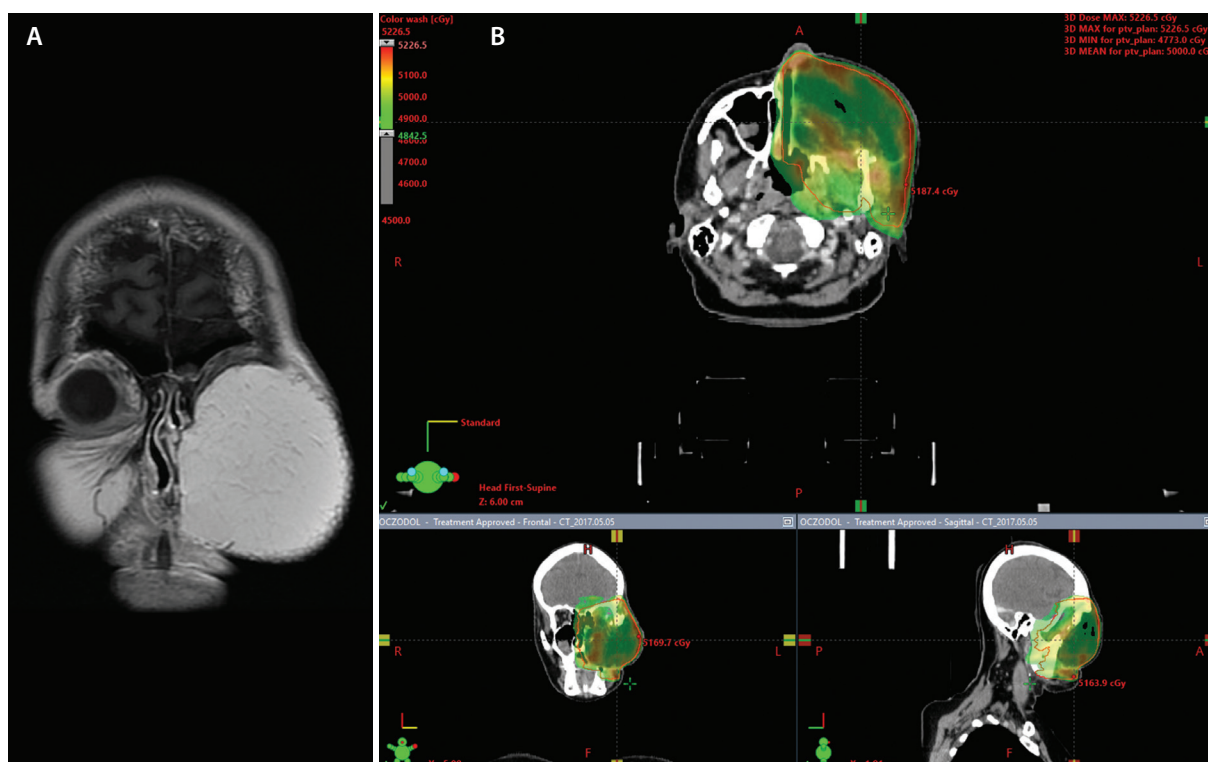 A
B
Color wash [cGy]
5226.5
5226.5
5100.0
5000.0
4900.0
4842.5
4800.0
4700.0
4600.0
4500.0
3D Dose MAX: 5226.5 cGy
3D MAX for ptv_plan: 5226.5 cGy
3D MIN for ptv_plan: 4773.0 cGy
3D MEAN for ptv_plan: 5000.0 cG
A
5187.4 cGy
R
L
Standard
Head First-Supine
Z: 6.00 cm
P
OCZODOL - Treatment Approved - Frontal - CT_2017.05.05
H
R
5169.7 cGy
L
F
OCZODOL - Treatment Approved - Sagittal - CT_2017.05.05
H
P
A
5163.9 cGy
F